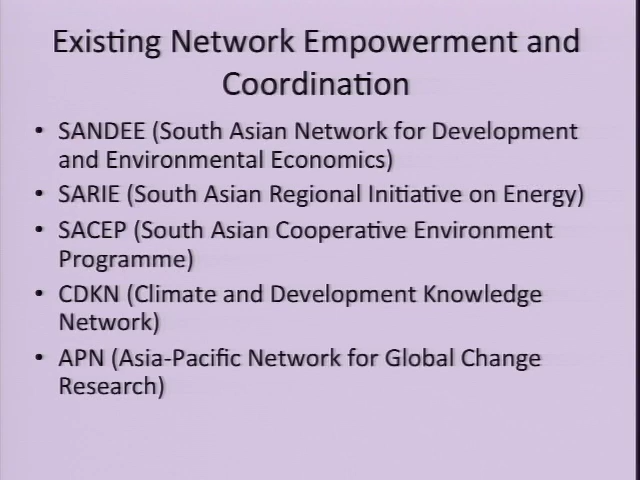 Existing Network Empowerment and
Coordination
• SANDEE (South Asian Network for Development
and Environmental Economics)
• SARIE (South Asian Regional Initiative on Energy)
• SACEP (South Asian Cooperative Environment
Programme)
• CDKN (Climate and Development Knowledge
Network)
• APN (Asia-Pacific Network for Global Change
Research)